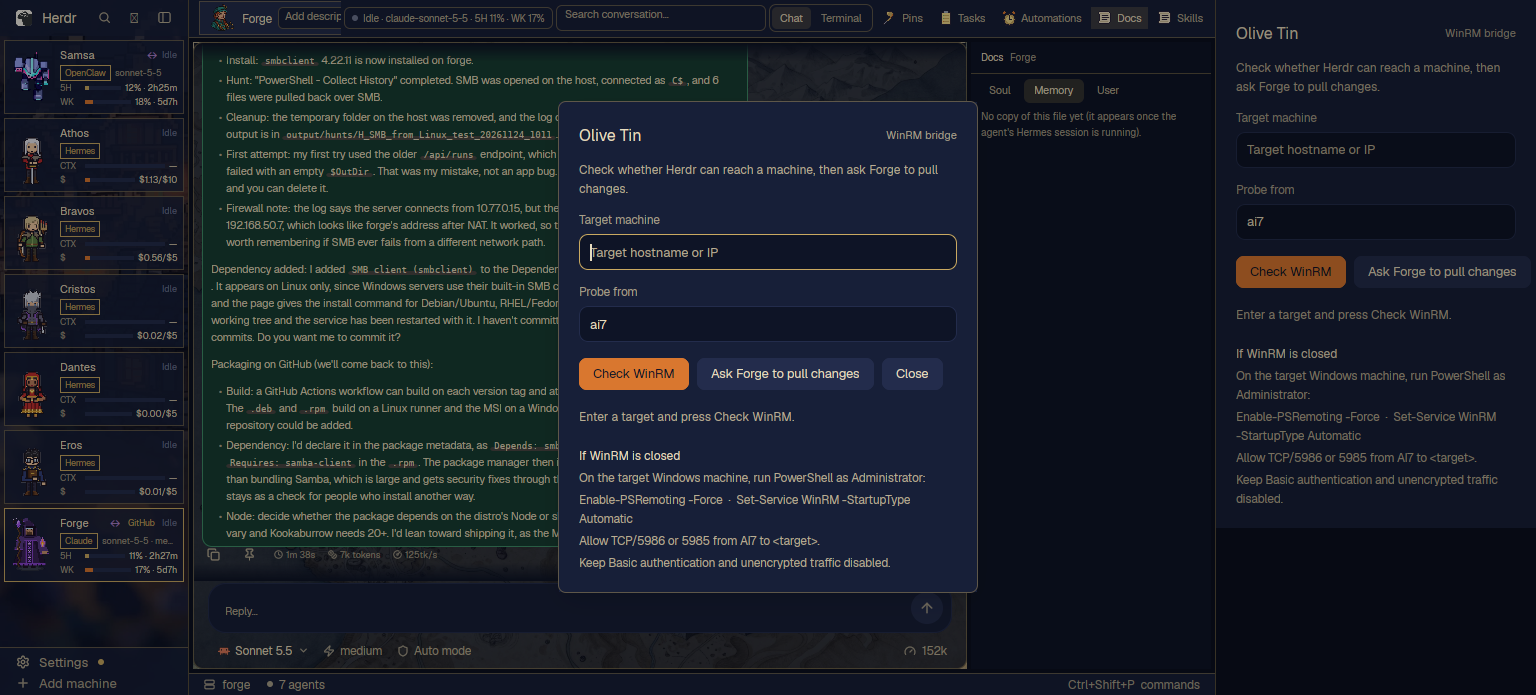 Herdr
Samsa
Idle
OpenClaw sonnet-5-5
5H 12% · 2h25m
WK 18% · 5d7h
Athos
Idle
Hermes
CTX —
$ $1.13/$10
Bravos
Idle
Hermes
CTX —
$ $0.56/$5
Cristos
Idle
Hermes
CTX —
$ $0.02/$5
Dantes
Idle
Hermes
CTX —
$ $0.00/$5
Eros
Idle
Hermes
CTX —
$ $0.01/$5
Forge
GitHub Idle
Claude sonnet-5-5 · me…
5H 11% · 2h27m
WK 17% · 5d7h
Settings
Add machine
Forge
Add descrip
Idle · claude-sonnet-5-5 · 5H 11% · WK 17%
Search conversation…
Chat
Terminal
Pins
Tasks
Automations
Docs
Skills
• Install: smbclient 4.22.11 is now installed on forge.
• Hunt: "PowerShell - Collect History" completed. SMB was opened on the host, connected as C$, and 6
files were pulled back over SMB.
• Cleanup: the temporary folder on the host was removed, and the log
output is in output/hunts/H_SMB_from_Linux_test_20261124_1011.
• First attempt: my first try used the older /api/runs endpoint, which
failed with an empty $OutDir. That was my mistake, not an app bug.
and you can delete it.
• Firewall note: the log says the server connects from 10.77.0.15, but the
192.168.50.7, which looks like forge's address after NAT. It worked, so t
worth remembering if SMB ever fails from a different network path.
Dependency added: I added SMB client (smbclient) to the Depender
. It appears on Linux only, since Windows servers use their built-in SMB c
and the page gives the install command for Debian/Ubuntu, RHEL/Fedor
working tree and the service has been restarted with it. I haven't committ
commits. Do you want me to commit it?
Packaging on GitHub (we'll come back to this):
• Build: a GitHub Actions workflow can build on each version tag and at
The .deb and .rpm build on a Linux runner and the MSI on a Windo
repository could be added.
• Dependency: I'd declare it in the package metadata, as Depends: smb
Requires: samba-client in the .rpm. The package manager then i
than bundling Samba, which is large and gets security fixes through t
stays as a check for people who install another way.
• Node: decide whether the package depends on the distro's Node or s
vary and Kookaburrow needs 20+. I'd lean toward shipping it, as the M
1m 38s
7k tokens
125tk/s
Reply…
Sonnet 5.5
medium
Auto mode
152k
forge
7 agents
Ctrl+Shift+P commands
Docs Forge
Soul
Memory
User
No copy of this file yet (it appears once the
agent's Hermes session is running).
Olive Tin
WinRM bridge
Check whether Herdr can reach a machine, then ask Forge to pull
changes.
Target machine
Target hostname or IP
Probe from
ai7
Check WinRM
Ask Forge to pull changes
Close
Enter a target and press Check WinRM.
If WinRM is closed
On the target Windows machine, run PowerShell as Administrator:
Enable-PSRemoting -Force · Set-Service WinRM -StartupType
Automatic
Allow TCP/5986 or 5985 from AI7 to <target>.
Keep Basic authentication and unencrypted traffic disabled.
Olive Tin
WinRM bridge
Check whether Herdr can reach a machine, then
ask Forge to pull changes.
Target machine
Target hostname or IP
Probe from
ai7
Check WinRM
Ask Forge to pull changes
Enter a target and press Check WinRM.
If WinRM is closed
On the target Windows machine, run PowerShell as
Administrator:
Enable-PSRemoting -Force · Set-Service WinRM
-StartupType Automatic
Allow TCP/5986 or 5985 from AI7 to <target>.
Keep Basic authentication and unencrypted traffic
disabled.